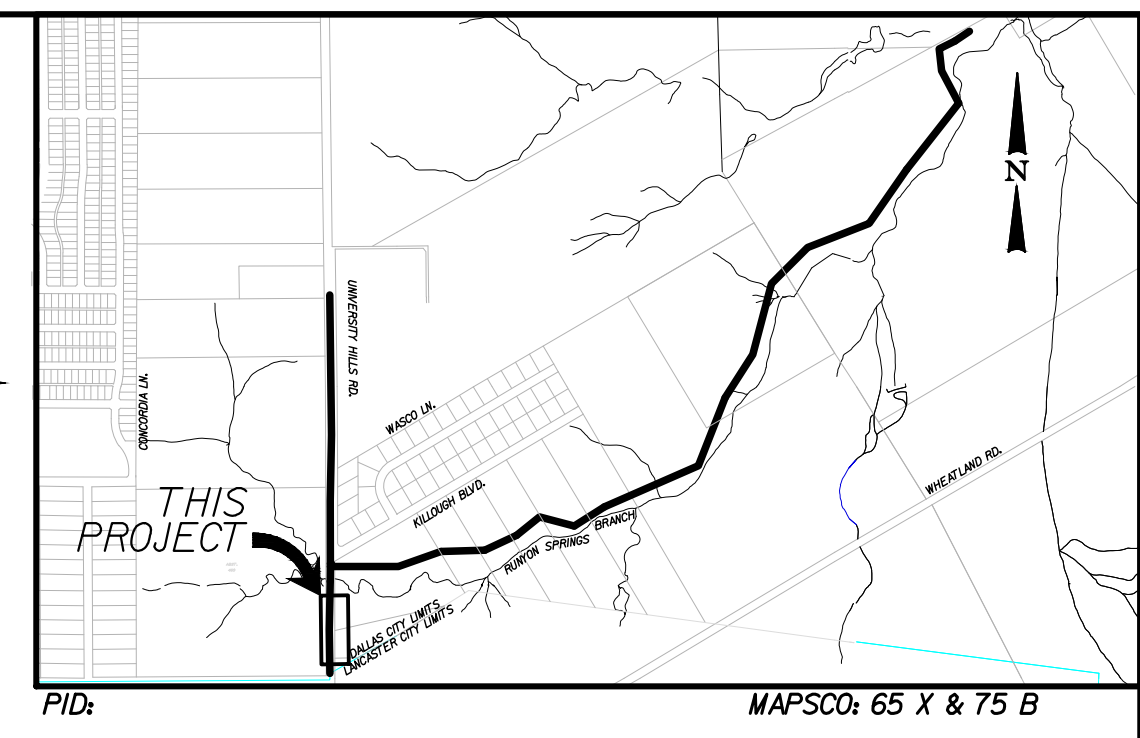 N
UNIVERSITY HILLS RD.
CONCORDIA LN.
WASCO LN.
KILLOUGH BLVD.
WHEATLAND RD.
THIS
PROJECT
RUNYON SPRINGS BRANCH
DALLAS CITY LIMITS
LANCASTER CITY LIMITS
PID:
MAPSCO: 65 X & 75 B